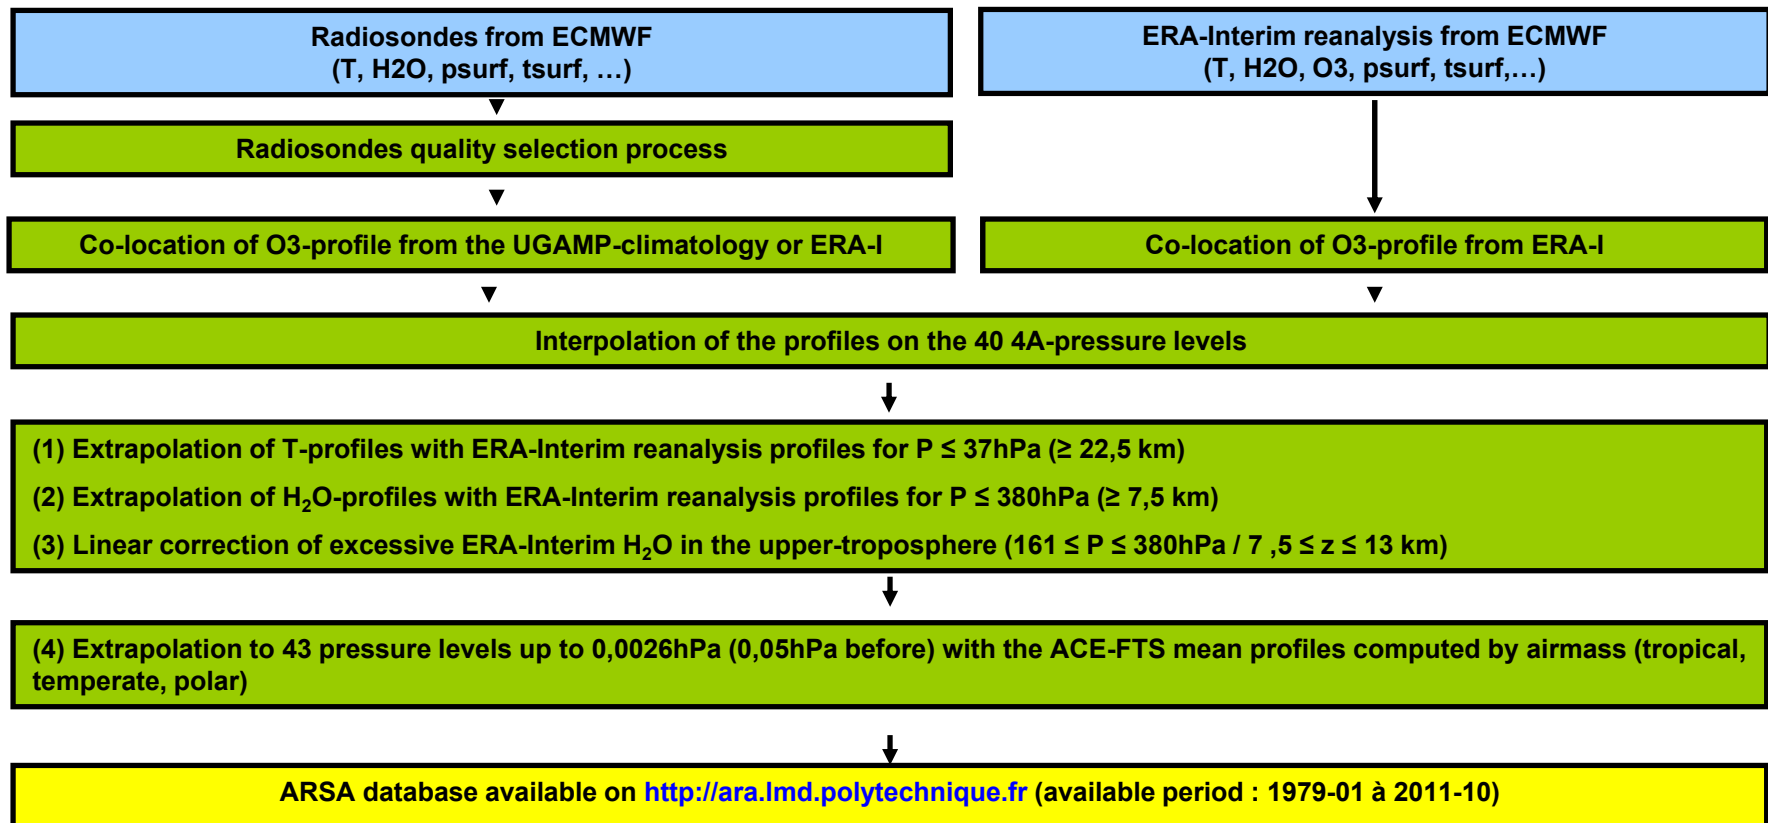 Radiosondes from ECMWF
(T, H2O, psurf, tsurf, …)
ERA-Interim reanalysis from ECMWF
(T, H2O, O3, psurf, tsurf,…)
Radiosondes quality selection process
Co-location of O3-profile from the UGAMP-climatology or ERA-I
Co-location of O3-profile from ERA-I
Interpolation of the profiles on the 40 4A-pressure levels
(1) Extrapolation of T-profiles with ERA-Interim reanalysis profiles for P ≤ 37hPa (≥ 22,5 km)
(2) Extrapolation of H₂O-profiles with ERA-Interim reanalysis profiles for P ≤ 380hPa (≥ 7,5 km)
(3) Linear correction of excessive ERA-Interim H₂O in the upper-troposphere (161 ≤ P ≤ 380hPa / 7 ,5 ≤ z ≤ 13 km)
(4) Extrapolation to 43 pressure levels up to 0,0026hPa (0,05hPa before) with the ACE-FTS mean profiles computed by airmass (tropical,
temperate, polar)
ARSA database available on http://ara.lmd.polytechnique.fr (available period : 1979-01 à 2011-10)